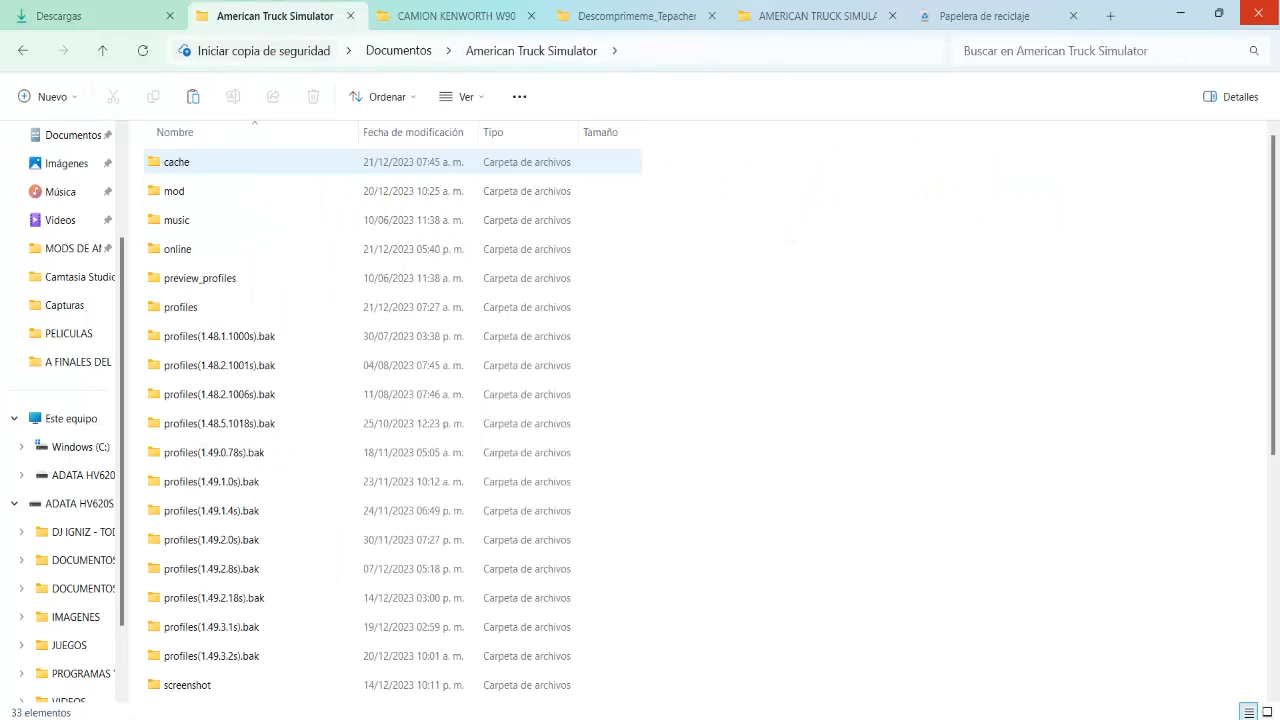 Descargas
American Truck Simulator
CAMION KENWORTH W90
Descomprimeme_Tepacher
AMERICAN TRUCK SIMULA
Papelera de reciclaje
Iniciar copia de seguridad
Documentos
American Truck Simulator
Buscar en American Truck Simulator
Nuevo
Ordenar
Ver
Detalles
Nombre
Fecha de modificación
Tipo
Tamaño
Documentos
Imágenes
Música
Videos
MODS DE AM
Camtasia Studio
Capturas
PELICULAS
A FINALES DEL
Este equipo
Windows (C:)
ADATA HV620
ADATA HV620S
DJ IGNIZ - TOD
DOCUMENTOS
DOCUMENTOS
IMAGENES
JUEGOS
PROGRAMAS
VIDEOS
cache 21/12/2023 07:45 a. m. Carpeta de archivos
mod 20/12/2023 10:25 a. m. Carpeta de archivos
music 10/06/2023 11:38 a. m. Carpeta de archivos
online 21/12/2023 05:40 p. m. Carpeta de archivos
preview_profiles 10/06/2023 11:38 a. m. Carpeta de archivos
profiles 21/12/2023 07:27 a. m. Carpeta de archivos
profiles(1.48.1.1000s).bak 30/07/2023 02:38 p. m. Carpeta de archivos
profiles(1.48.2.1001s).bak 04/08/2023 07:45 a. m. Carpeta de archivos
profiles(1.48.2.1006s).bak 11/08/2023 07:46 a. m. Carpeta de archivos
profiles(1.48.5.1018s).bak 23/10/2023 12:23 p. m. Carpeta de archivos
profiles(1.49.0.78s).bak 18/11/2023 10:05 a. m. Carpeta de archivos
profiles(1.49.1.0s).bak 23/11/2023 10:12 a. m. Carpeta de archivos
profiles(1.49.1.4s).bak 24/11/2023 06:49 p. m. Carpeta de archivos
profiles(1.49.2.0s).bak 30/11/2023 07:27 p. m. Carpeta de archivos
profiles(1.49.2.8s).bak 07/12/2023 05:18 p. m. Carpeta de archivos
profiles(1.49.2.18s).bak 14/12/2023 03:00 p. m. Carpeta de archivos
profiles(1.49.3.1s).bak 19/12/2023 02:59 p. m. Carpeta de archivos
profiles(1.49.3.2s).bak 20/12/2023 10:01 a. m. Carpeta de archivos
screenshot 14/12/2023 10:11 p. m. Carpeta de archivos
33 elementos